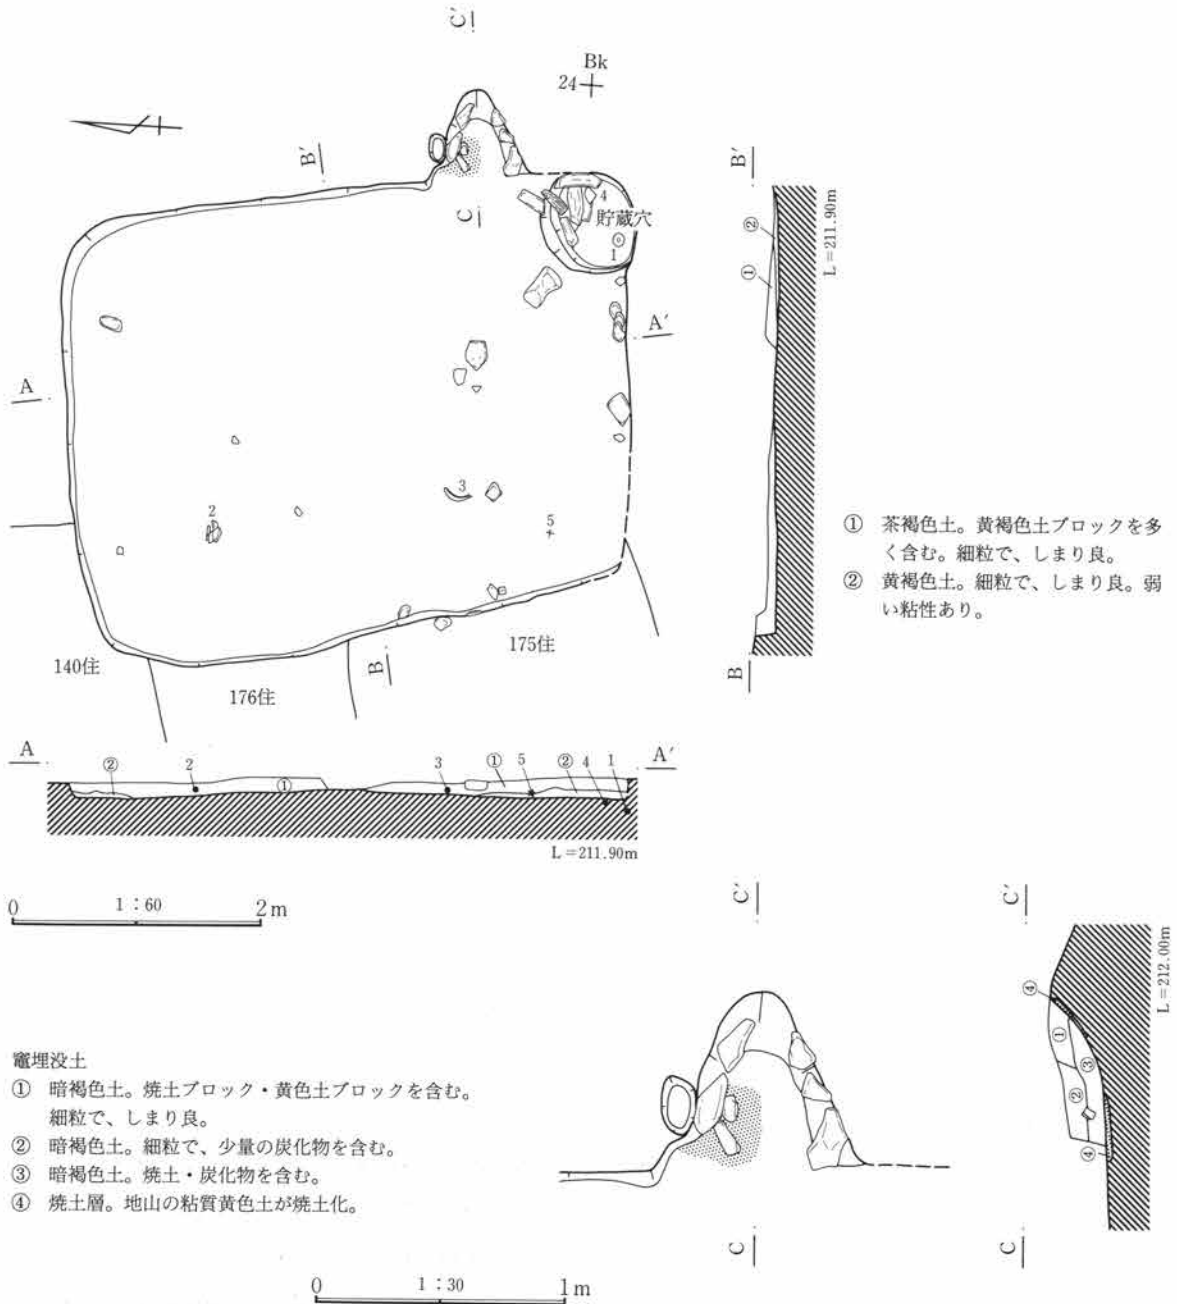 C'
Bk
24
B'
B'
C
4
貯蔵穴
1
L=211.90m
②
①
A'
A
3
2
5
① 茶褐色土。黄褐色土ブロックを多
く含む。細粒で、しまり良。
② 黄褐色土。細粒で、しまり良。弱
い粘性あり。
140住
176住
175住
B
B
A
②
2
①
3
①
5
②
4
1
A'
L=211.90m
0
1:60
2m
C'
C'
L=212.00m
④
①
③
②
④
竈埋没土
① 暗褐色土。焼土ブロック・黄色土ブロックを含む。
細粒で、しまり良。
② 暗褐色土。細粒で、少量の炭化物を含む。
③ 暗褐色土。焼土・炭化物を含む。
④ 焼土層。地山の粘質黄色土が焼土化。
C
C
0
1:30
1m